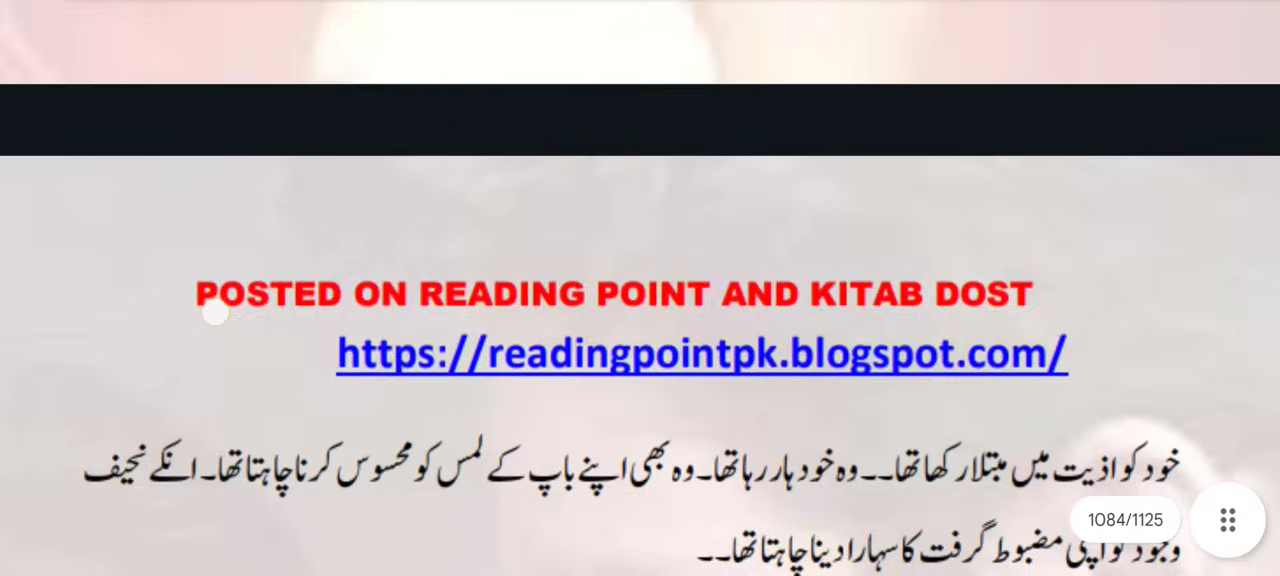 POSTED ON READING POINT AND KITAB DOST
https://readingpointpk.blogspot.com/
خود کو اذیت میں مبتلا رکھا تھا۔۔وہ خود ہار رہا تھا۔وہ بھی اپنے باپ کے لمس کو محسوس کرنا چاہتا تھا۔انکے نحیف
وجود کو اپنی مضبوط گرفت کا سہارا دینا چاہتا تھا۔۔
1084/1125